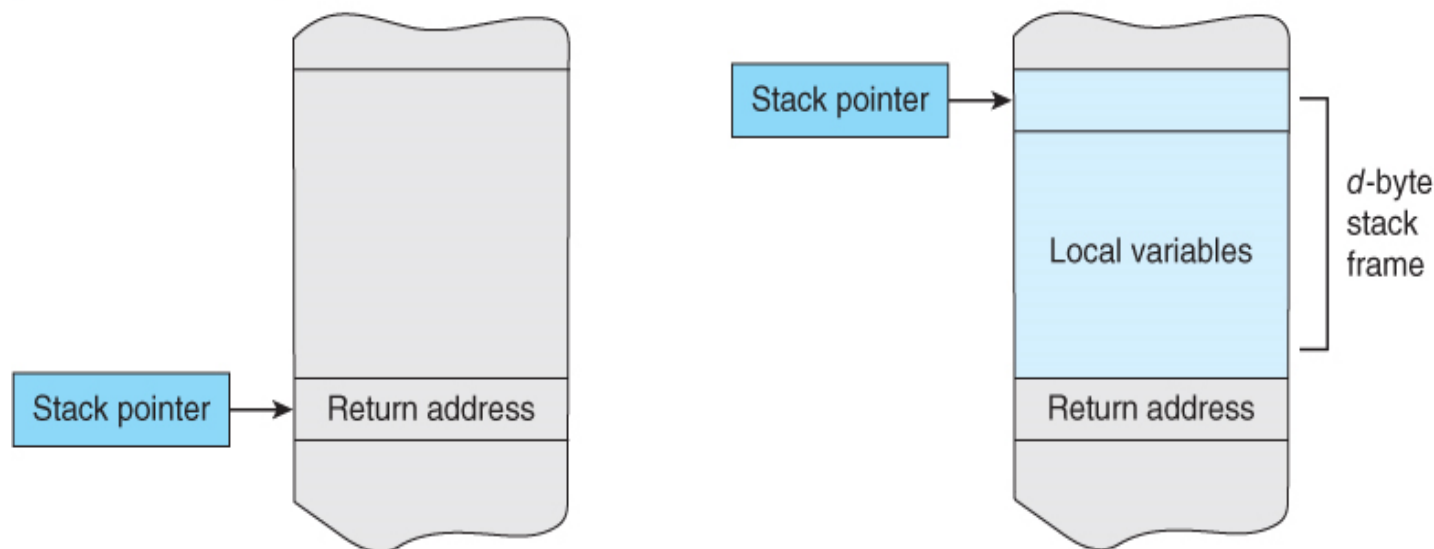 Stack pointer
Return address
Stack pointer
Local variables
Return address
d-byte
stack
frame